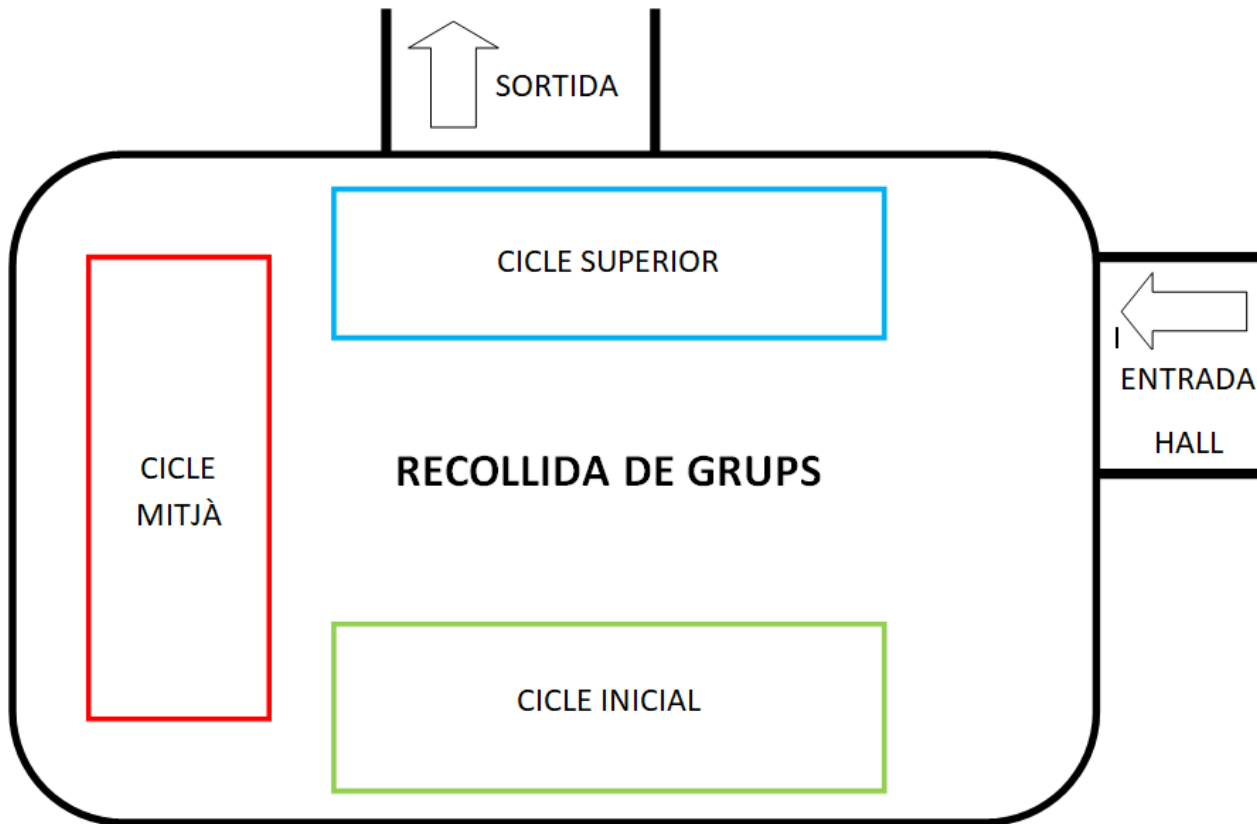 SORTIDA
CICLE SUPERIOR
I
ENTRADA
HALL
CICLE
MITJÀ
RECOLLIDA DE GRUPS
CICLE INICIAL